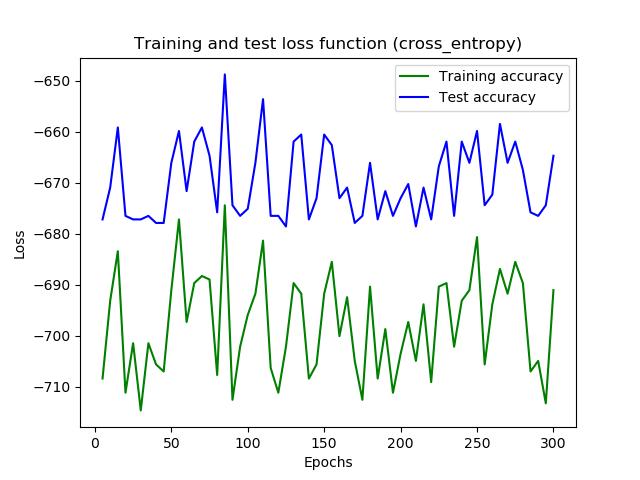 Training and test loss function (cross_entropy)
Training accuracy
Test accuracy
−650
−660
−670
−680
−690
−700
−710
Loss
0
50
100
150
200
250
300
Epochs